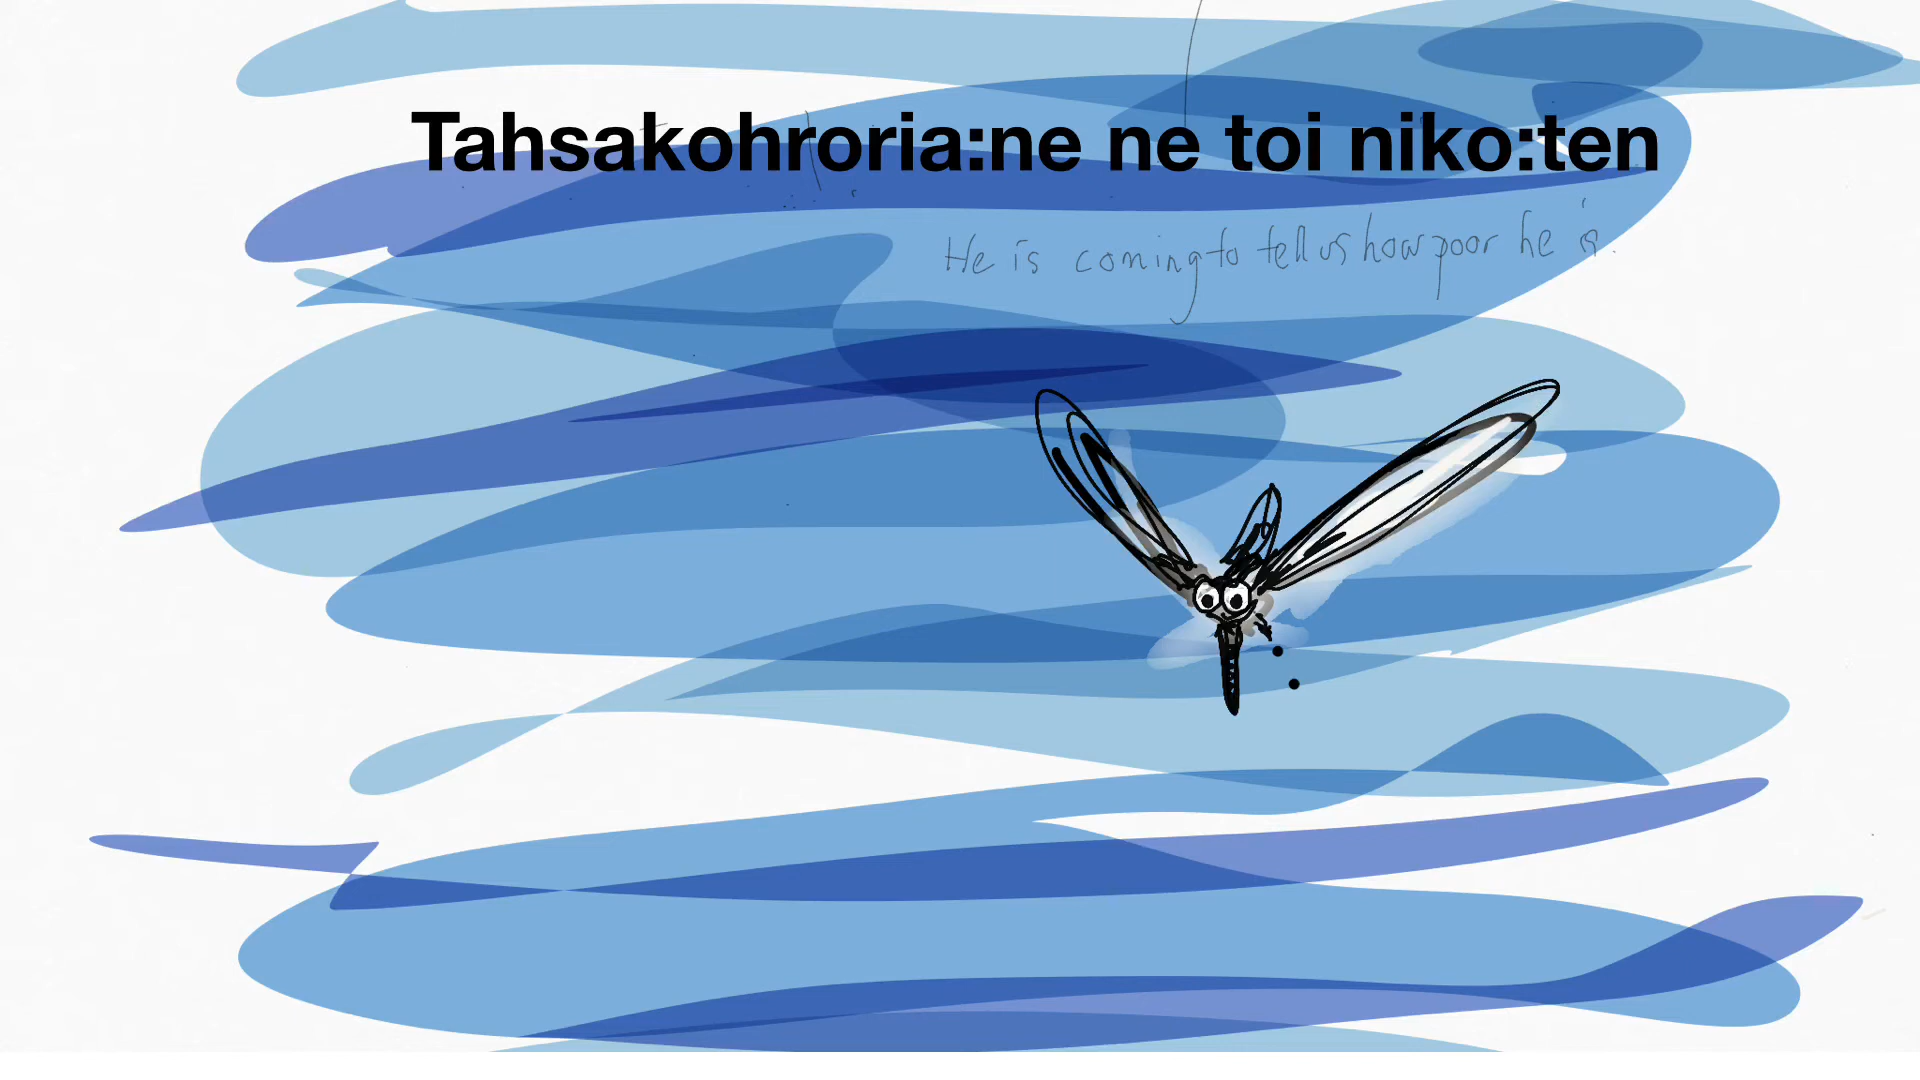 Tahsakohroria:ne ne toi niko:ten
He is coming to tell us how poor he is.